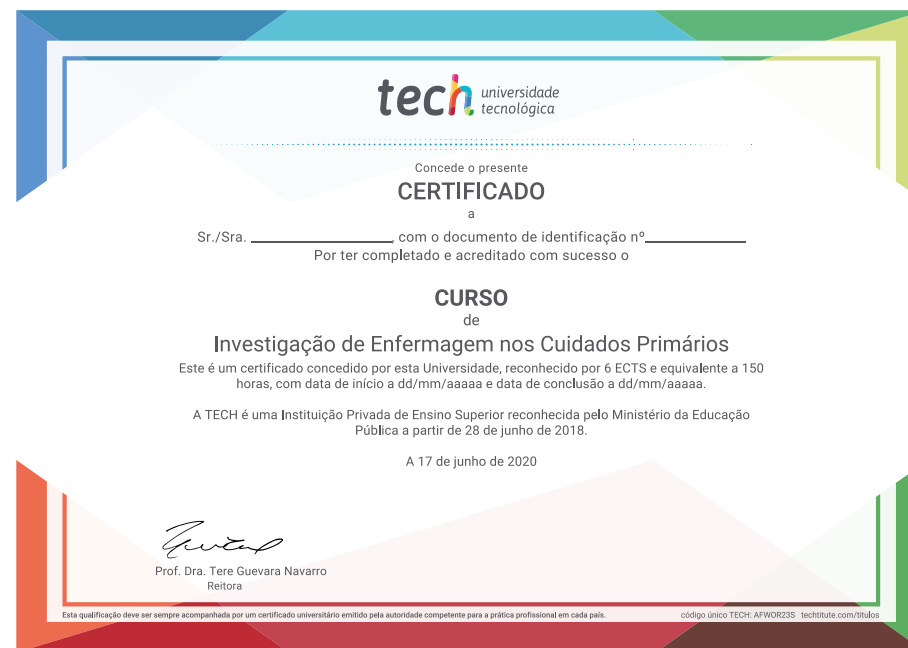 tech universidade
tecnológica
Concede o presente
CERTIFICADO
a
Sr./Sra. ____________, com o documento de identificação nº____________
Por ter completado e acreditado com sucesso o
CURSO
de
Investigação de Enfermagem nos Cuidados Primários
Este é um certificado concedido por esta Universidade, reconhecido por 6 ECTS e equivalente a 150
horas, com data de início a dd/mm/aaaaa e data de conclusão a dd/mm/aaaaa.
A TECH é uma Instituição Privada de Ensino Superior reconhecida pelo Ministério da Educação
Pública a partir de 28 de junho de 2018.
A 17 de junho de 2020
Prof. Dra. Tere Guevara Navarro
Reitora
Esta qualificação deve ser sempre acompanhada por um certificado universitário emitido pela autoridade competente para a prática profissional em cada país. código único TECH: AFWOR23S techtitute.com/titulos